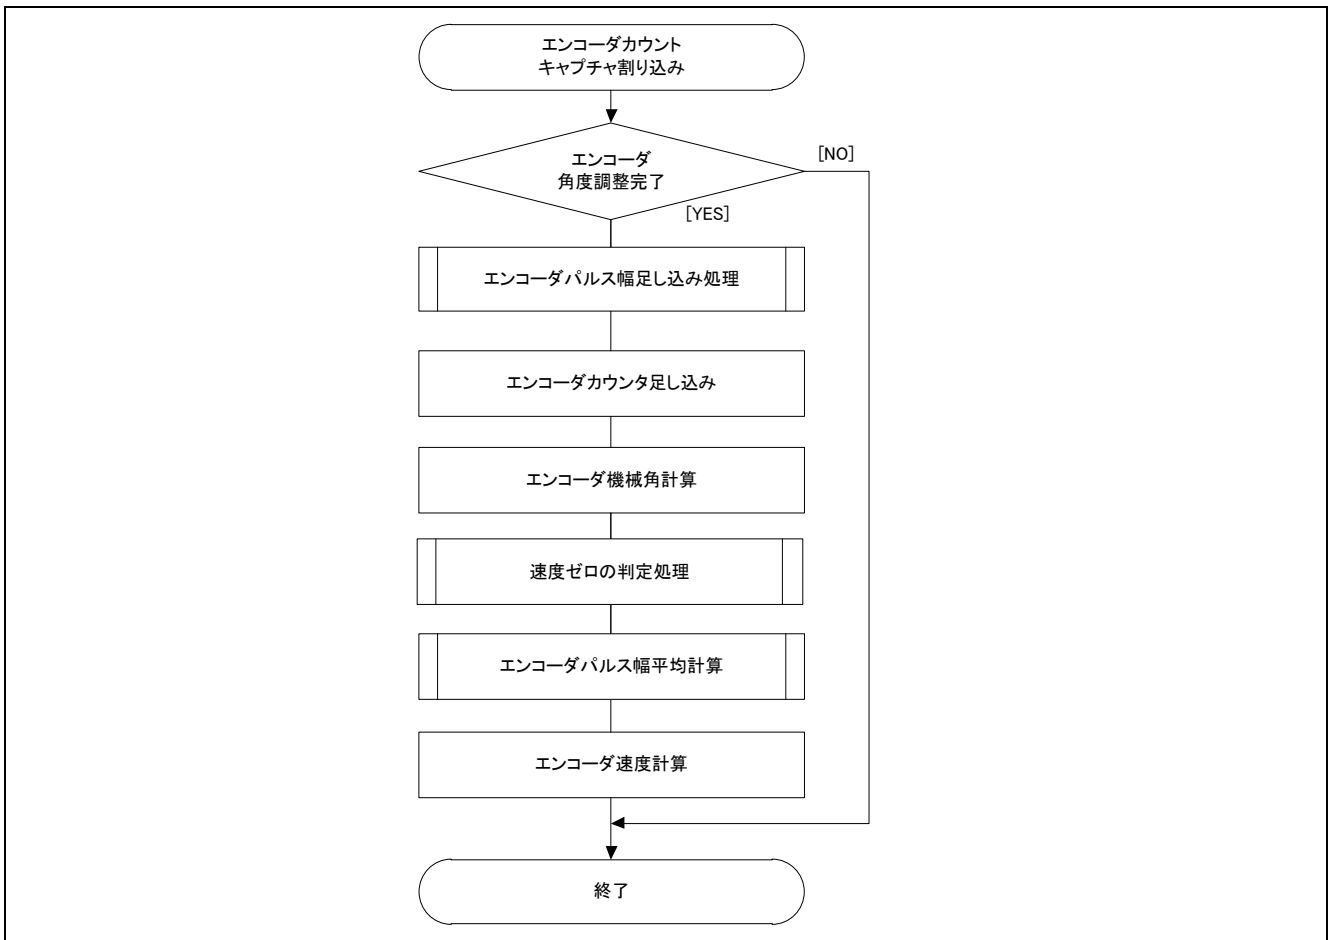 エンコーダカウント
キャプチャ割り込み
エンコーダ
角度調整完了
[NO]
[YES]
エンコーダパルス幅足し込み処理
エンコーダカウンタ足し込み
エンコーダ機械角計算
速度ゼロの判定処理
エンコーダパルス幅平均計算
エンコーダ速度計算
終了